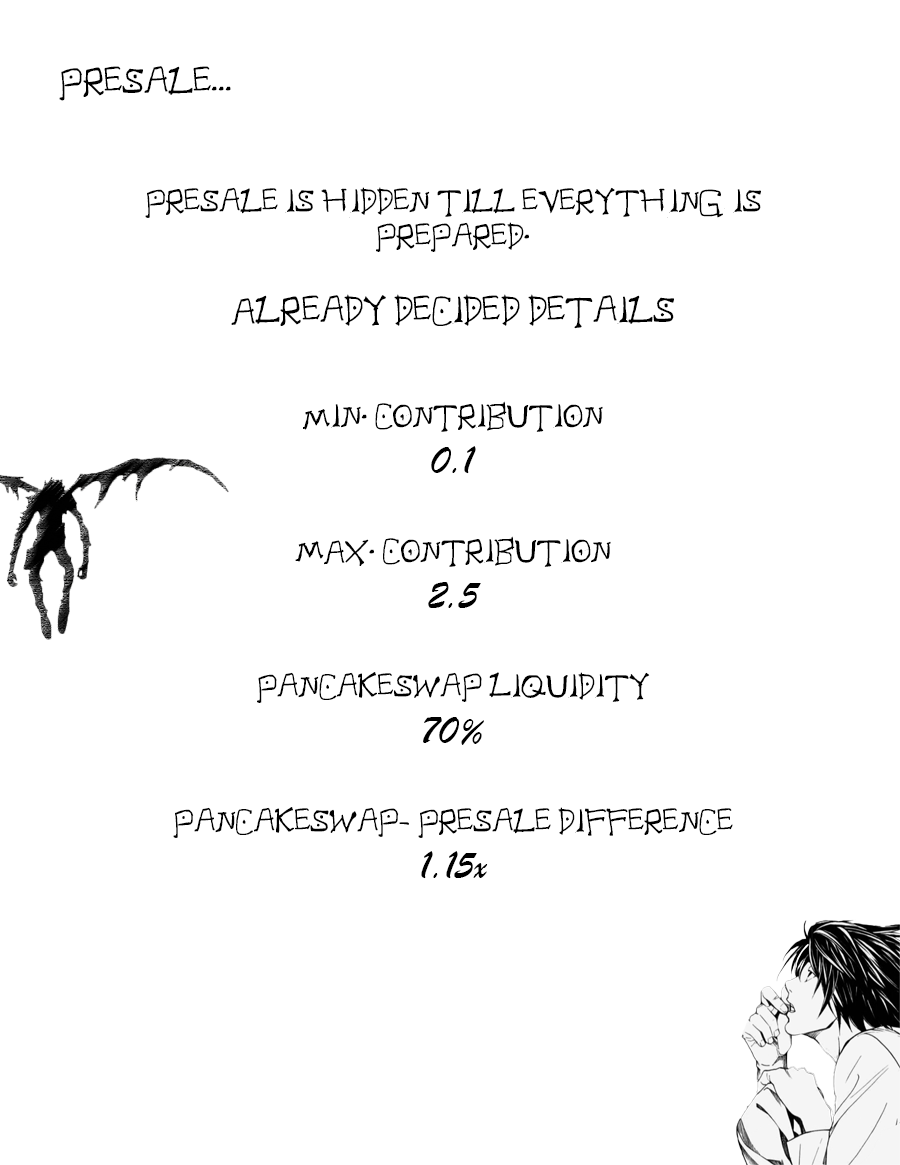 PRESALE...
PRESALE IS HIDDEN TILL EVERYTHING IS
PREPARED.
ALREADY DECIDED DETAILS
MIN. CONTRIBUTION
0.1
MAX. CONTRIBUTION
2.5
PANCAKESWAP LIQUIDITY
70%
PANCAKESWAP- PRESALE DIFFERENCE
1.15x